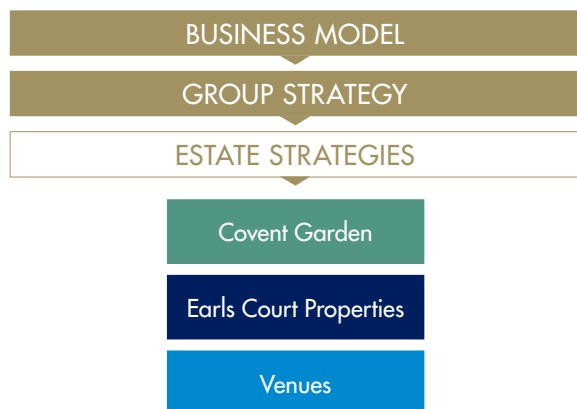 BUSINESS MODEL
GROUP STRATEGY
ESTATE STRATEGIES
Covent Garden
Earls Court Properties
Venues